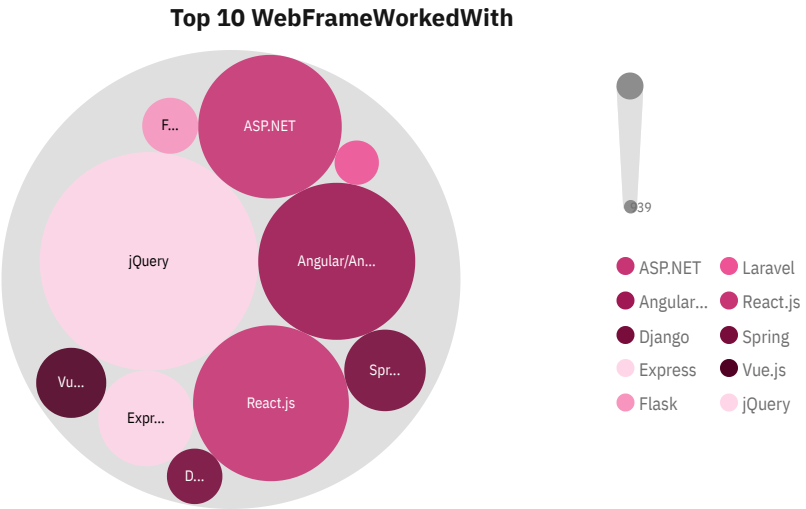 Top 10 WebFrameWorkedWith
F...
ASP.NET
jQuery
Angular/An...
Vu...
Expr...
React.js
Spr...
D...
939
ASP.NET
Laravel
Angular...
React.js
Django
Spring
Express
Vue.js
Flask
jQuery